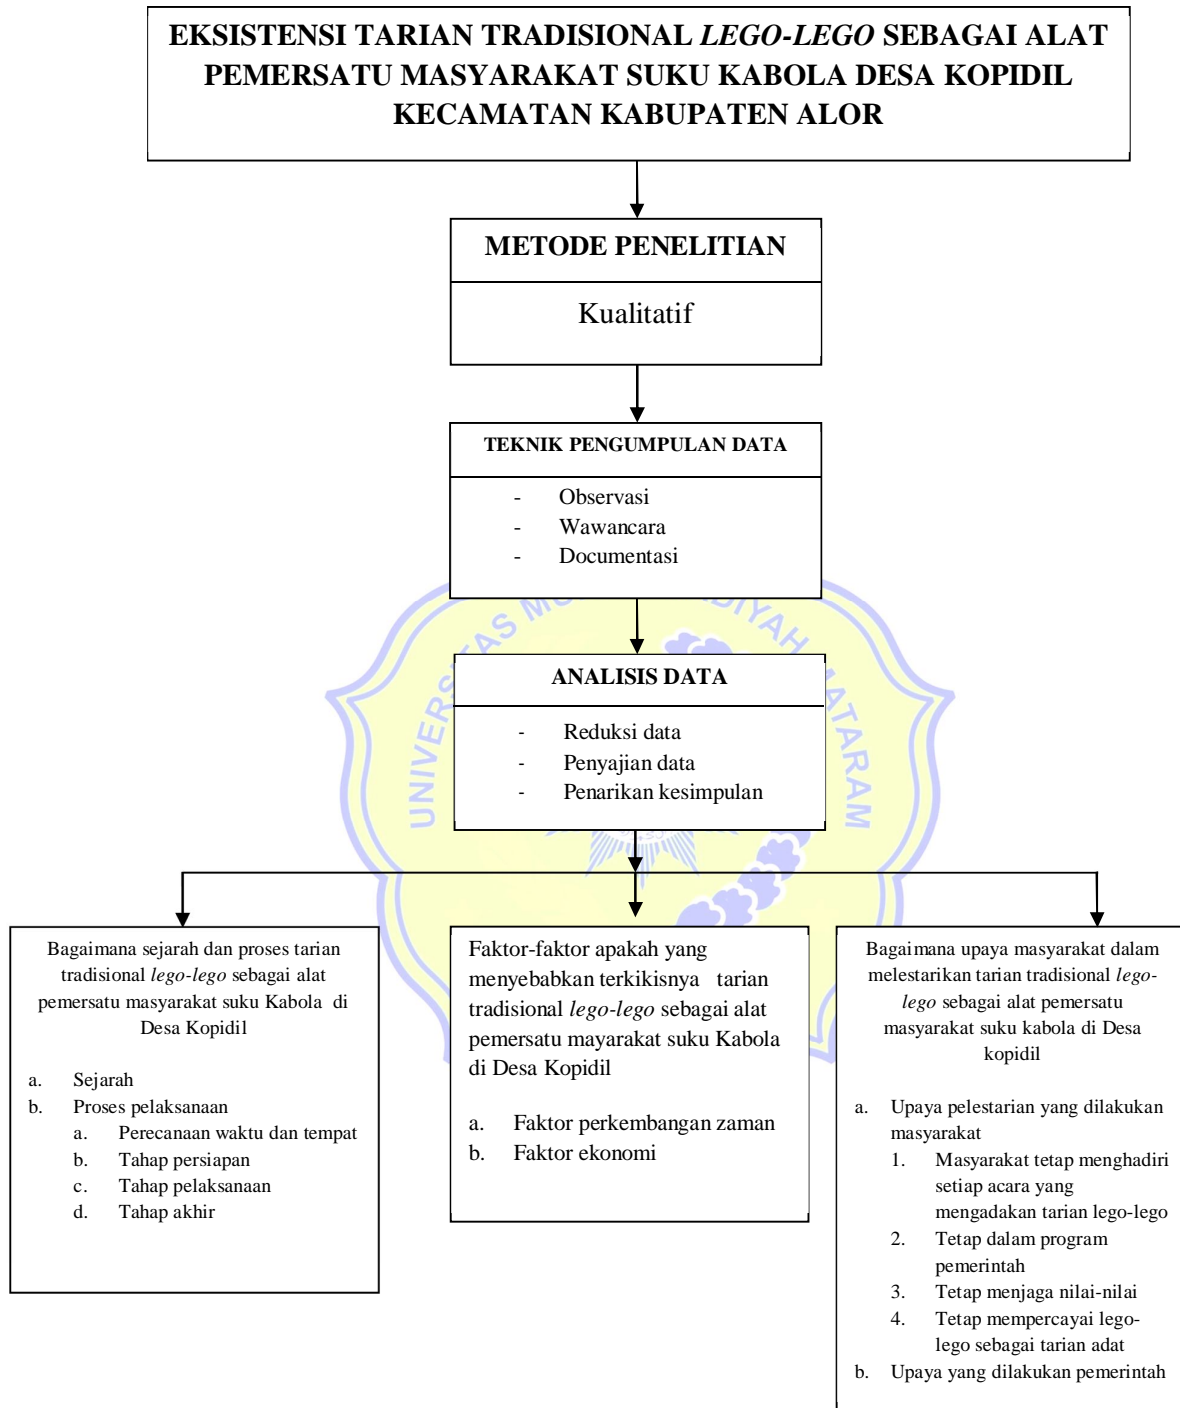 EKSISTENSI TARIAN TRADISIONAL LEGO-LEGO SEBAGAI ALAT
PEMERSATU MASYARAKAT SUKU KABOLA DESA KOPIDIL
KECAMATAN KABUPATEN ALOR
METODE PENELITIAN
Kualitatif
TEKNIK PENGUMPULAN DATA
- Observasi
- Wawancara
- Documentasi
ANALISIS DATA
- Reduksi data
- Penyajian data
- Penarikan kesimpulan
Bagaimana sejarah dan proses tarian
tradisional lego-lego sebagai alat
pemersatu masyarakat suku Kabola di
Desa Kopidil
a. Sejarah
b. Proses pelaksanaan
a. Perecanaan waktu dan tempat
b. Tahap persiapan
c. Tahap pelaksanaan
d. Tahap akhir
Faktor-faktor apakah yang
menyebabkan terkikisnya tarian
tradisional lego-lego sebagai alat
pemersatu mayarakat suku Kabola
di Desa Kopidil
a. Faktor perkembangan zaman
b. Faktor ekonomi
Bagaimana upaya masyarakat dalam
melestarikan tarian tradisional lego-
lego sebagai alat pemersatu
masyarakat suku kabola di Desa
kopidil
a. Upaya pelestarian yang dilakukan
masyarakat
1. Masyarakat tetap menghadiri
setiap acara yang
mengadakan tarian lego-lego
2. Tetap dalam program
pemerintah
3. Tetap menjaga nilai-nilai
4. Tetap mempercayai lego-
lego sebagai tarian adat
b. Upaya yang dilakukan pemerintah